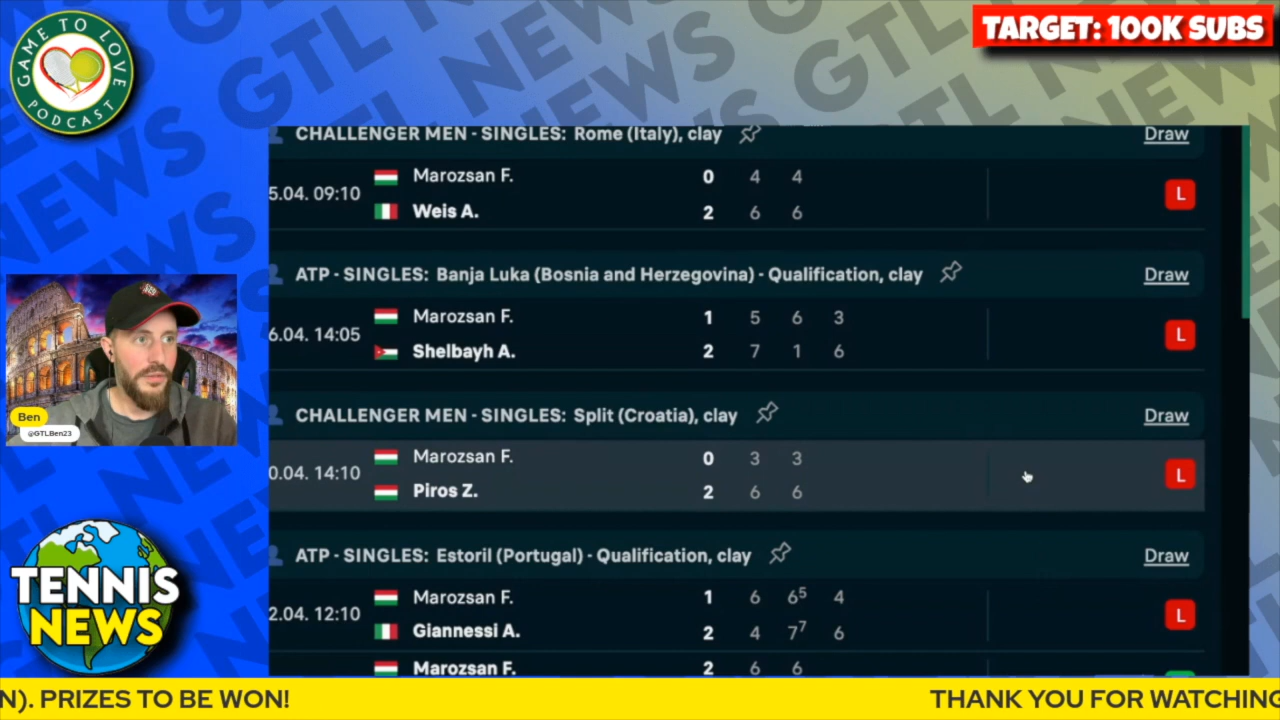 GAME TO LOVE
PODCAST
GTL NEWS GTL NEWS
TARGET: 100K SUBS
CHALLENGER MEN - SINGLES: Rome (Italy), clay
Draw
5.04. 09:10
Marozsan F. 0 4 4
Weis A. 2 6 6
L
ATP - SINGLES: Banja Luka (Bosnia and Herzegovina) - Qualification, clay
Draw
6.04. 14:05
Marozsan F. 1 5 6 3
Shelbayh A. 2 7 1 6
L
CHALLENGER MEN - SINGLES: Split (Croatia), clay
Draw
0.04. 14:10
Marozsan F. 0 3 3
Piros Z. 2 6 6
L
ATP - SINGLES: Estoril (Portugal) - Qualification, clay
Draw
2.04. 12:10
Marozsan F. 1 6 6⁵ 4
Giannessi A. 2 4 7⁷ 6
L
Marozsan F. 2 6 6
Ben
@GTLBen23
TENNIS
NEWS
N). PRIZES TO BE WON!
THANK YOU FOR WATCHING